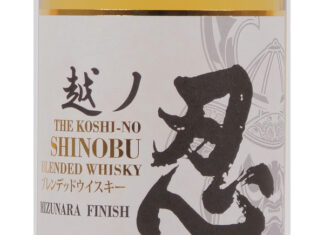 越ノ
忍
THE KOSHI-NO
SHINOBU
BLENDED WHISKY
ブレンデッドウイスキー
MIZUNARA FINISH